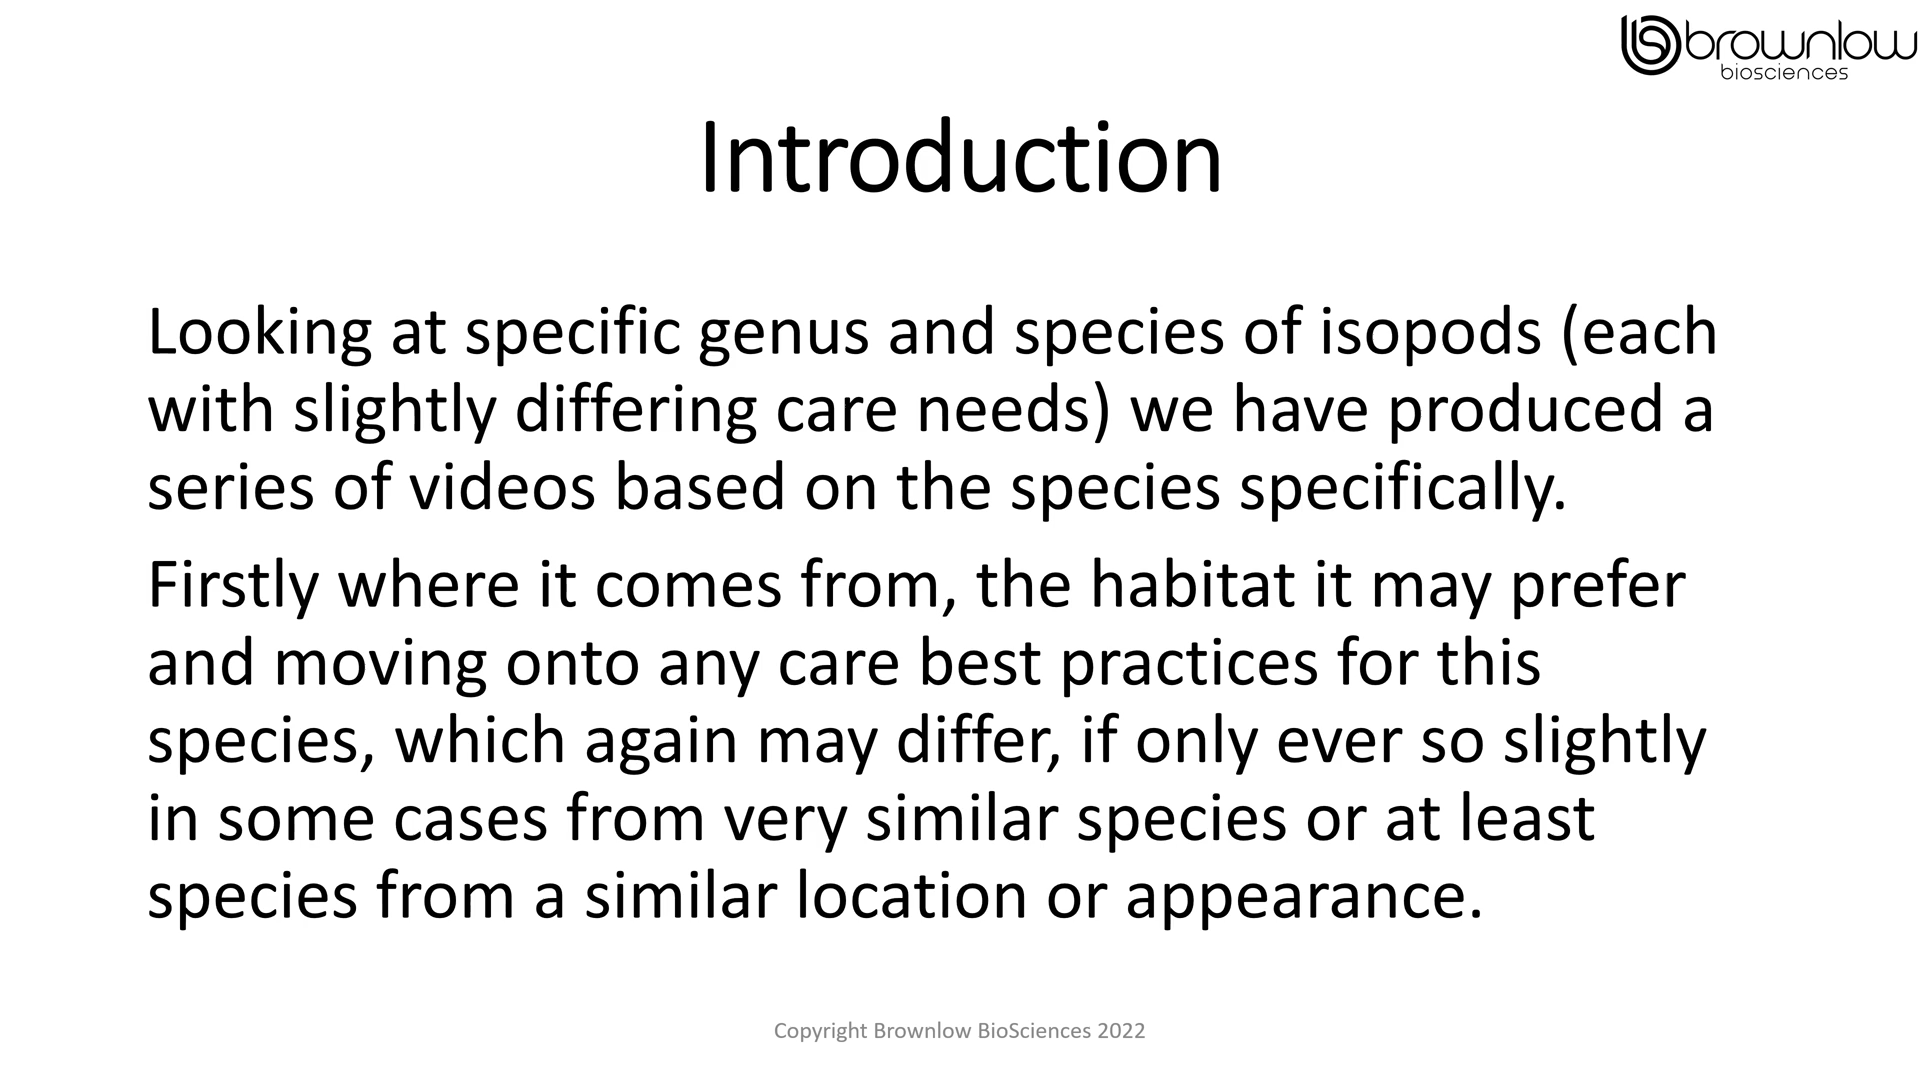 brownlow
biosciences
Introduction
Looking at specific genus and species of isopods (each
with slightly differing care needs) we have produced a
series of videos based on the species specifically.
Firstly where it comes from, the habitat it may prefer
and moving onto any care best practices for this
species, which again may differ, if only ever so slightly
in some cases from very similar species or at least
species from a similar location or appearance.
Copyright Brownlow BioSciences 2022